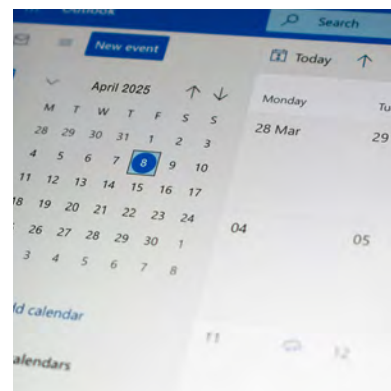 Outlook
Search
New event
Today
April 2025
Monday
Tu
M T W T F S S
28 29 30 31 1 2 3
28 Mar
29
4 5 6 7 8 9 10
11 12 13 14 15 16 17
18 19 20 21 22 23 24
26 27 28 29 30 1
04
05
3 4 5 6 7 8
dd calendar
11
12
alendars